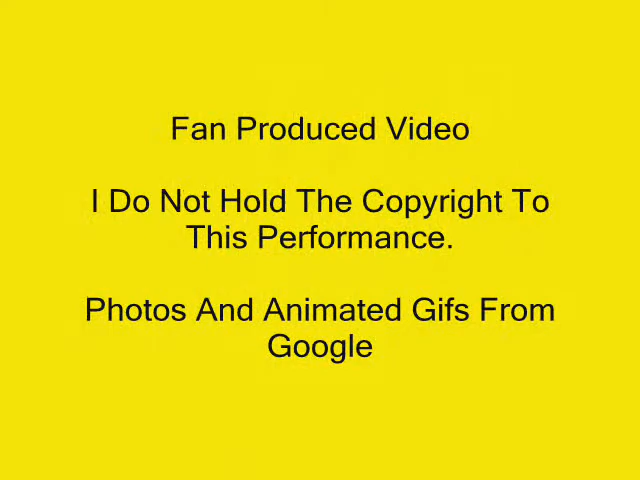 Fan Produced Video
I Do Not Hold The Copyright To
This Performance.
Photos And Animated Gifs From
Google